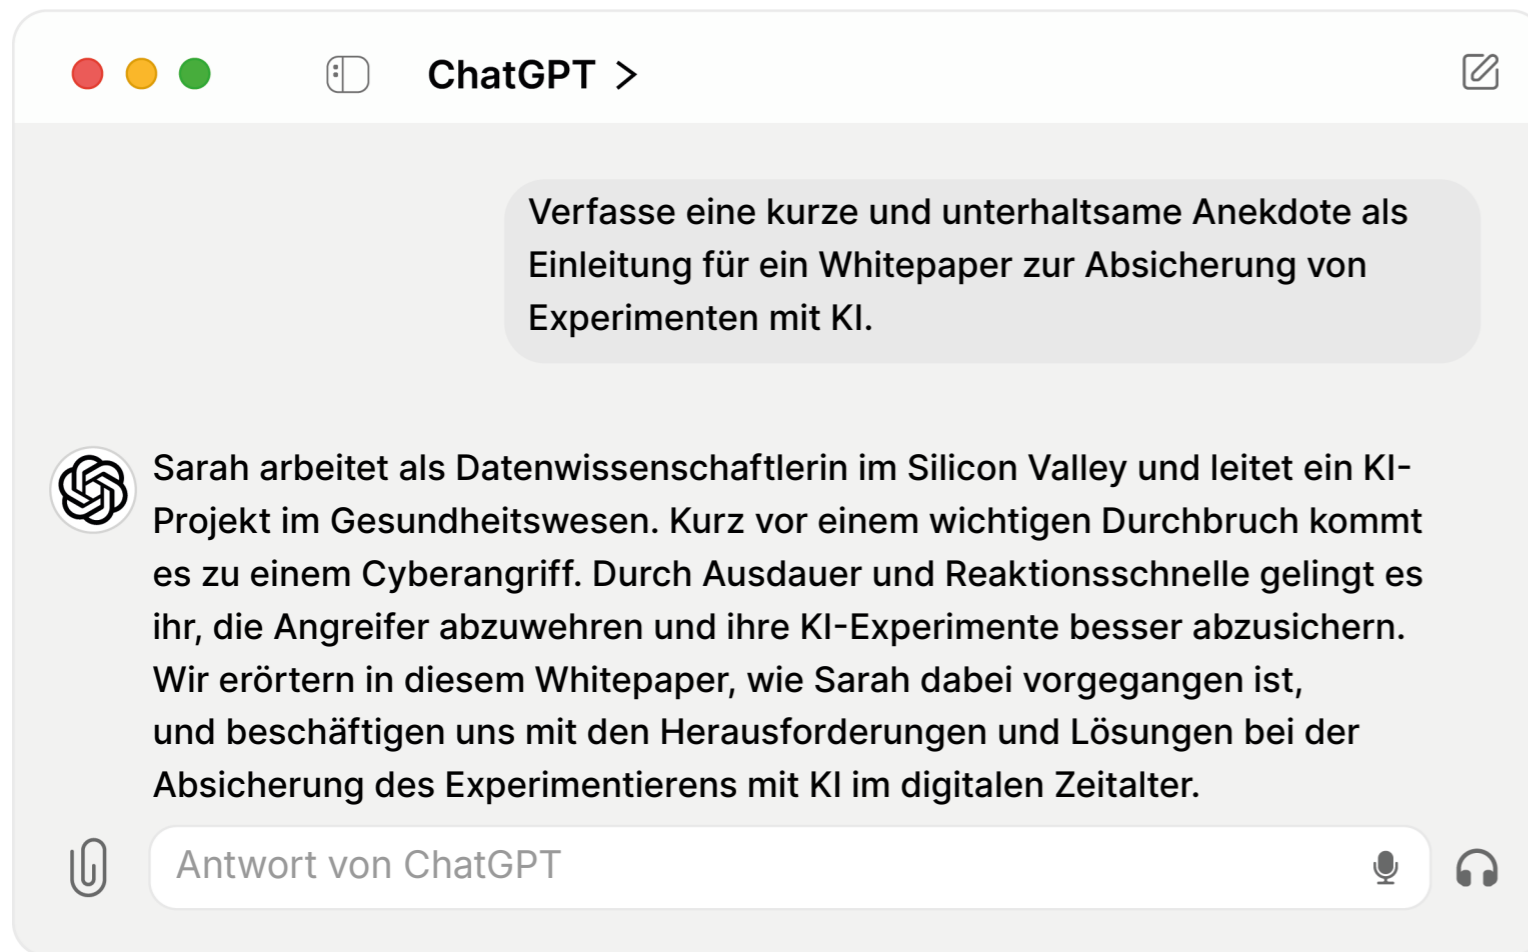 ChatGPT >
Verfasse eine kurze und unterhaltsame Anekdote als
Einleitung für ein Whitepaper zur Absicherung von
Experimenten mit KI.
Sarah arbeitet als Datenwissenschaftlerin im Silicon Valley und leitet ein KI-
Projekt im Gesundheitswesen. Kurz vor einem wichtigen Durchbruch kommt
es zu einem Cyberangriff. Durch Ausdauer und Reaktionsschnelle gelingt es
ihr, die Angreifer abzuwehren und ihre KI-Experimente besser abzusichern.
Wir erörtern in diesem Whitepaper, wie Sarah dabei vorgegangen ist,
und beschäftigen uns mit den Herausforderungen und Lösungen bei der
Absicherung des Experimentierens mit KI im digitalen Zeitalter.
Antwort von ChatGPT